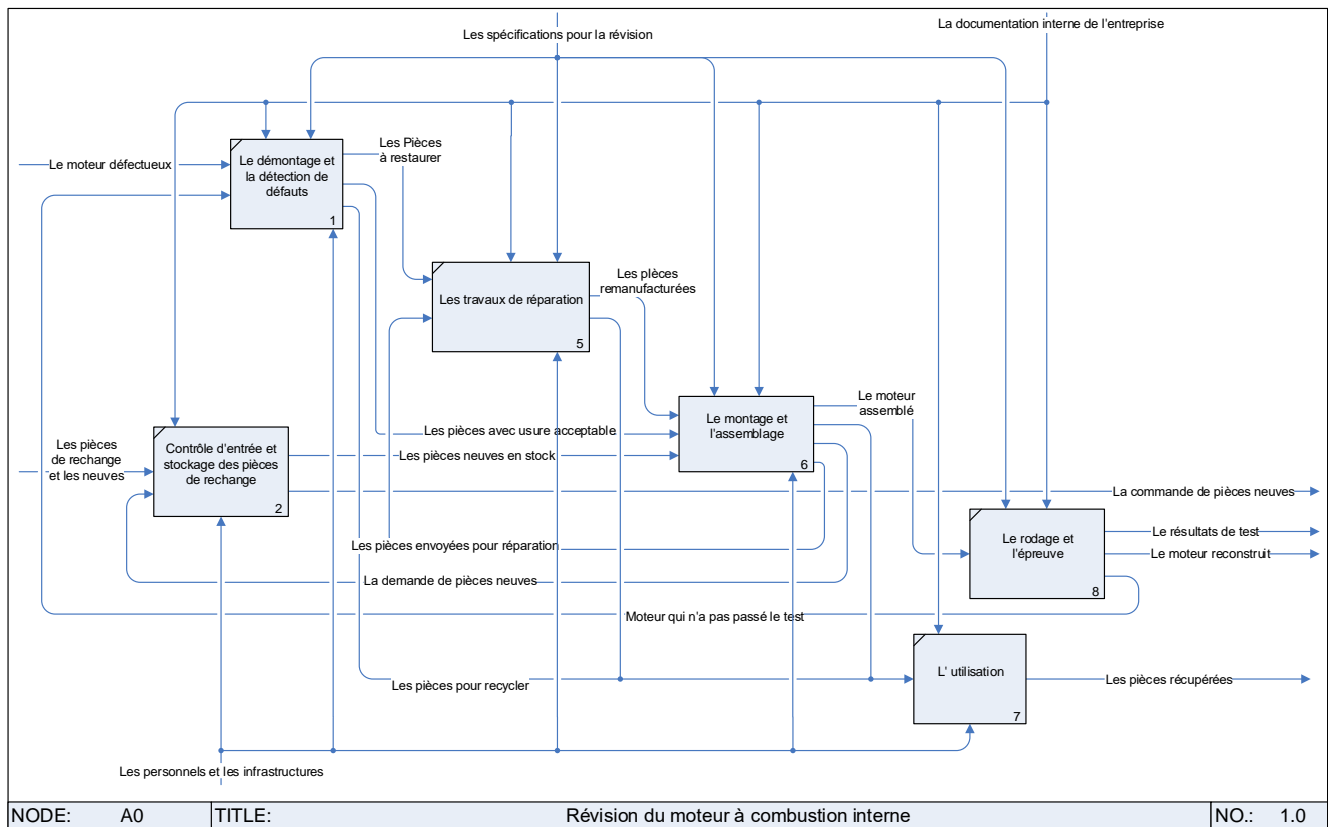 Les spécifications pour la révision
La documentation interne de l'entreprise
Le moteur défectueux
Le démontage et
la détection de
défauts
1
Les Pièces
à restaurer
Les travaux de réparation
5
Les plèces
remanufacturées
Le moteur
assemblé
Le montage et
l'assemblage
6
Les pièces
de rechange
et les neuves
Contrôle d'entrée et
stockage des pièces
de rechange
2
Les pièces avec usure acceptable
Les pièces neuves en stock
La commande de pièces neuves
Le rodage et
l'épreuve
8
Le résultats de test
Le moteur reconstruit
Les pièces envoyées pour réparation
La demande de pièces neuves
Moteur qui n'a pas passé le test
L' utilisation
7
Les pièces pour recycler
Les pièces récupérées
Les personnels et les infrastructures
NODE: A0 TITLE: Révision du moteur à combustion interne NO.: 1.0